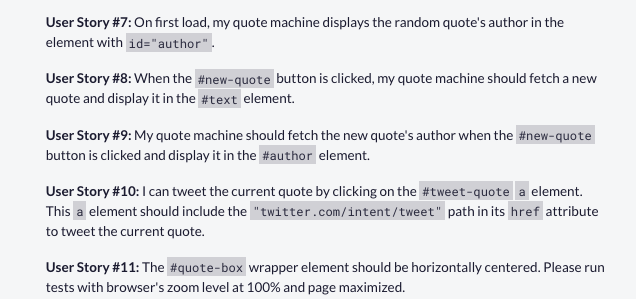 User Story #7: On first load, my quote machine displays the random quote's author in the
element with id="author".
User Story #8: When the #new-quote button is clicked, my quote machine should fetch a new
quote and display it in the #text element.
User Story #9: My quote machine should fetch the new quote's author when the #new-quote
button is clicked and display it in the #author element.
User Story #10: I can tweet the current quote by clicking on the #tweet-quote a element.
This a element should include the "twitter.com/intent/tweet" path in its href attribute
to tweet the current quote.
User Story #11: The #quote-box wrapper element should be horizontally centered. Please run
tests with browser's zoom level at 100% and page maximized.